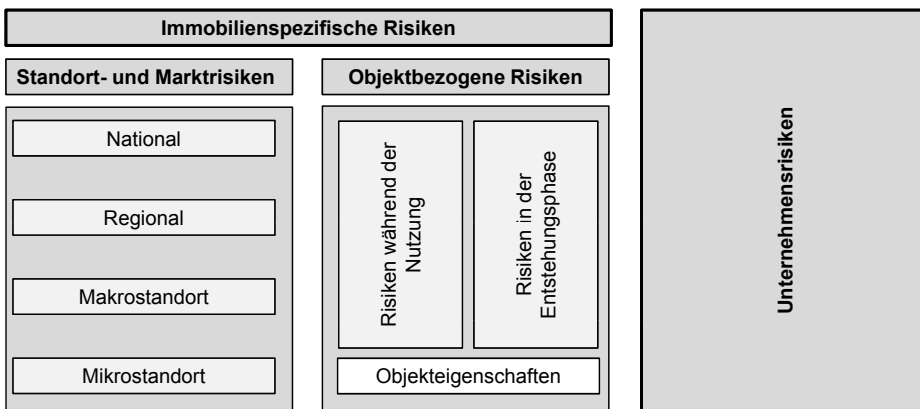 Immobilienspezifische Risiken
Standort- und Marktrisiken
Objektbezogene Risiken
National
Regional
Makrostandort
Mikrostandort
Risiken während der
Nutzung
Risiken in der
Entstehungsphase
Objekteigenschaften
Unternehmensrisiken